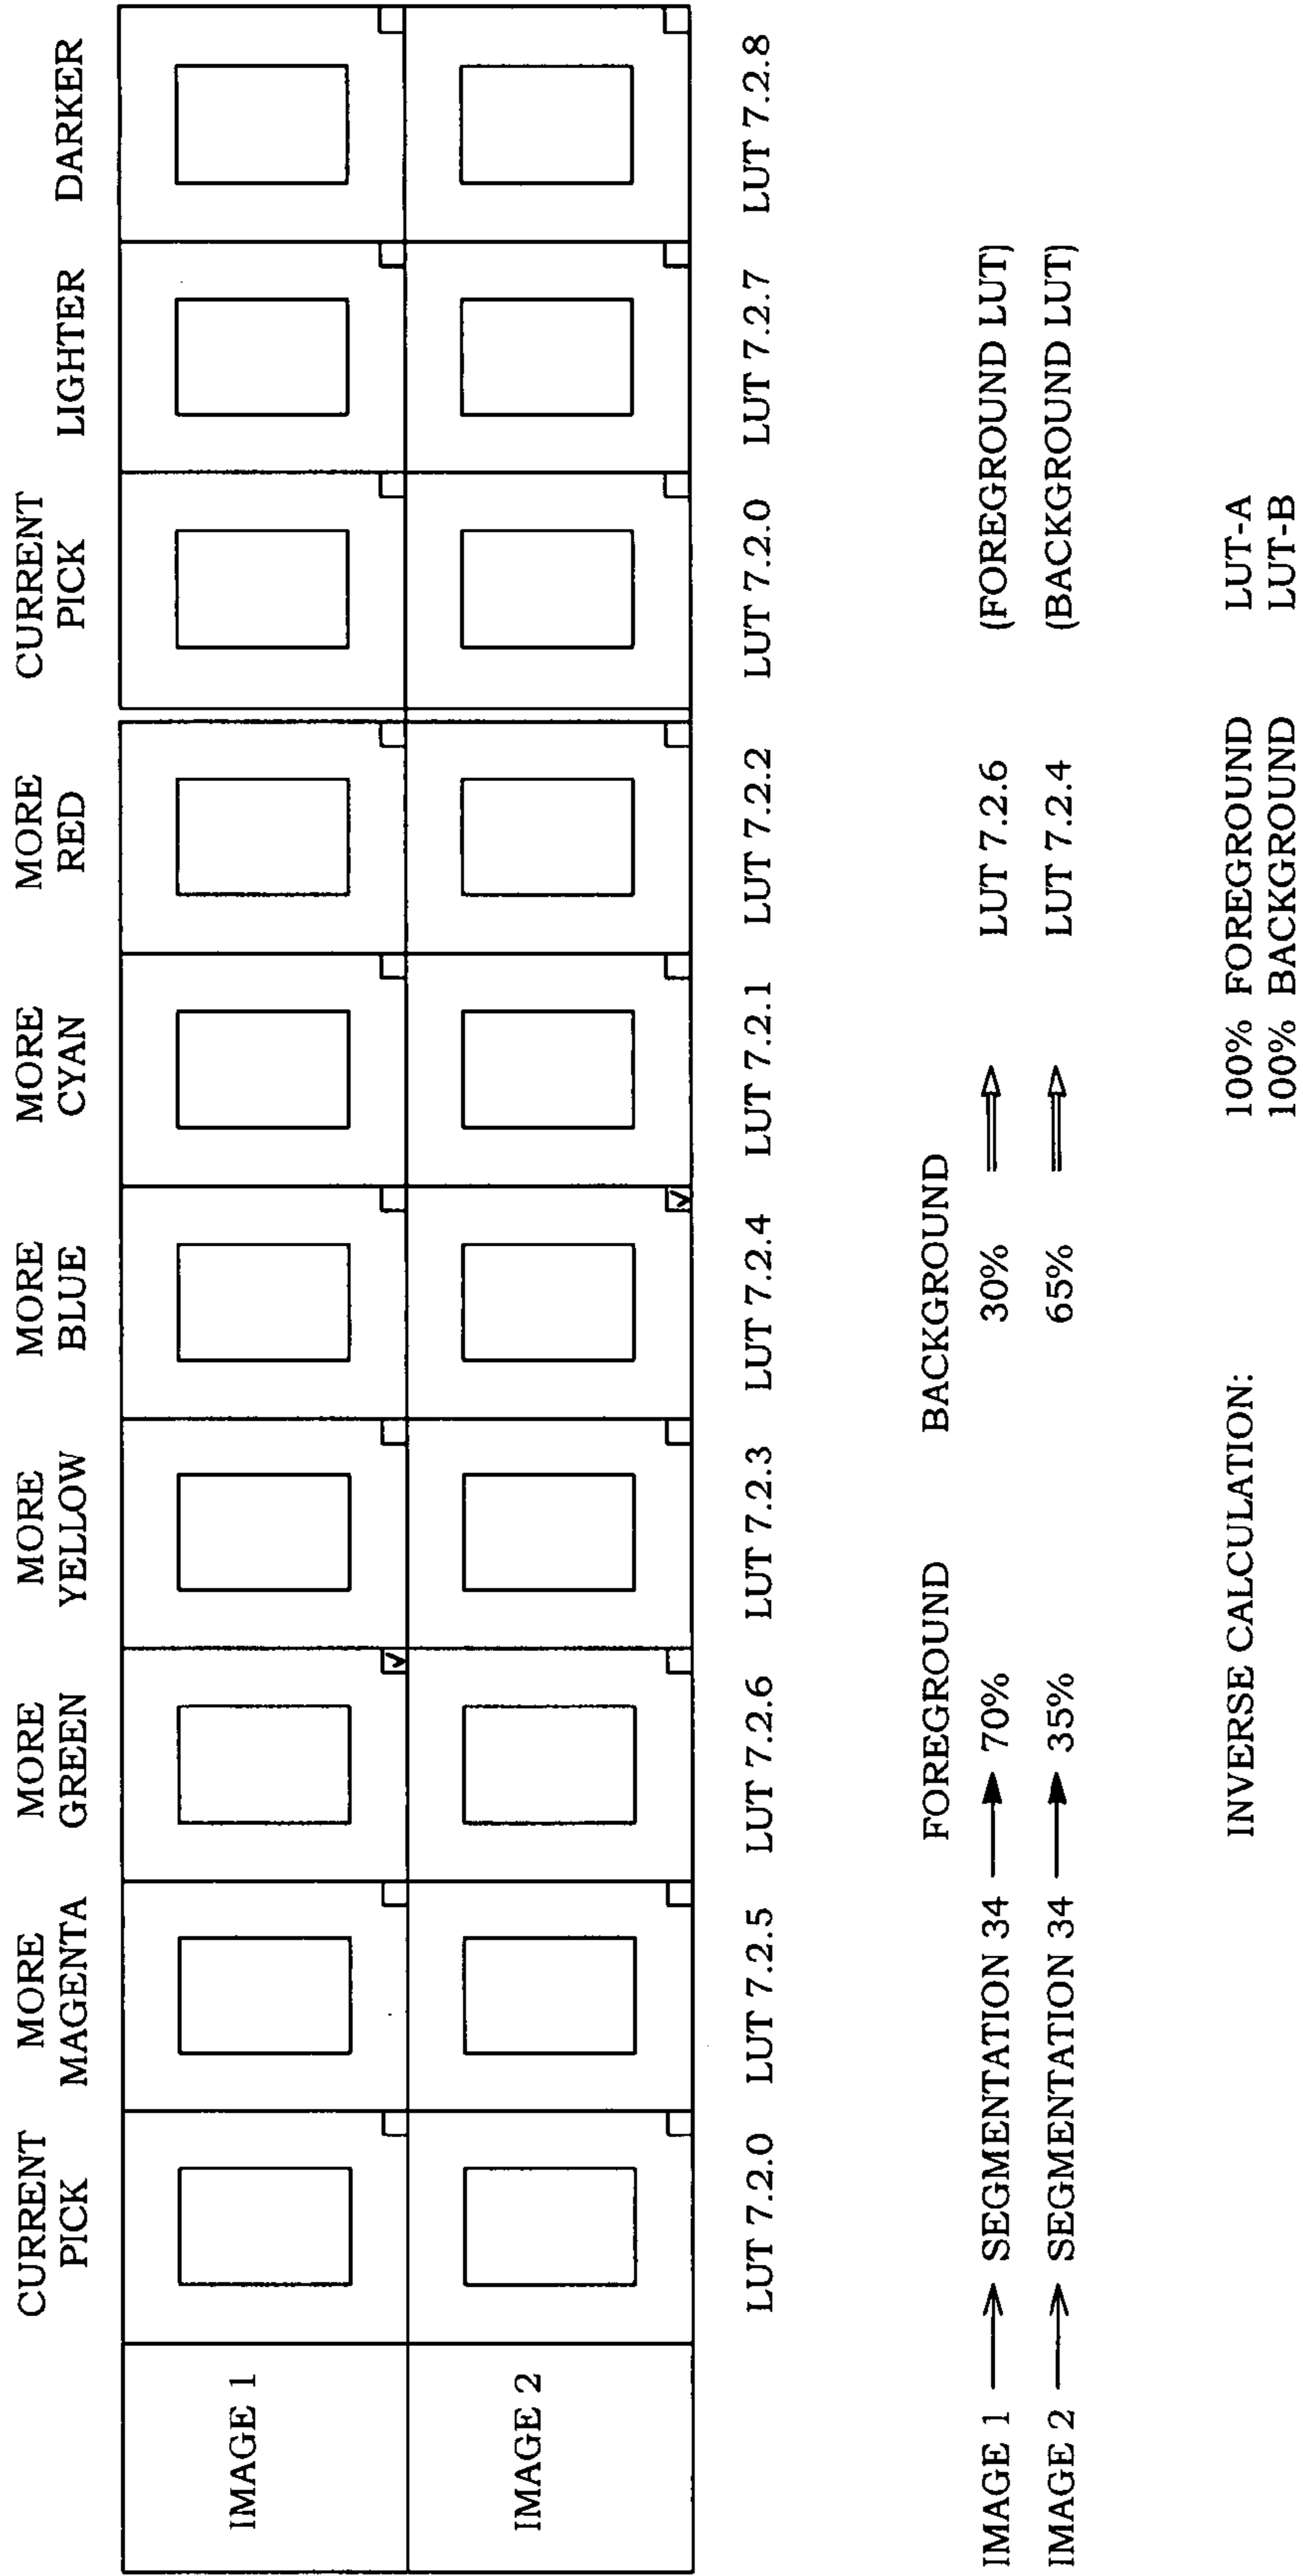 CURRENT PICK
MORE MAGENTA
MORE GREEN
MORE YELLOW
MORE BLUE
MORE CYAN
MORE RED
CURRENT PICK
LIGHTER
DARKER
IMAGE 1
IMAGE 2
LUT 7.2.0 LUT 7.2.5 LUT 7.2.6 LUT 7.2.3 LUT 7.2.4 LUT 7.2.1 LUT 7.2.2 LUT 7.2.0 LUT 7.2.7 LUT 7.2.8
FOREGROUND BACKGROUND
IMAGE 1 SEGMENTATION 34 70% 30% LUT 7.2.6 (FOREGROUND LUT)
IMAGE 2 SEGMENTATION 34 35% 65% LUT 7.2.4 (BACKGROUND LUT)
INVERSE CALCULATION: 100% FOREGROUND LUT-A
100% BACKGROUND LUT-B